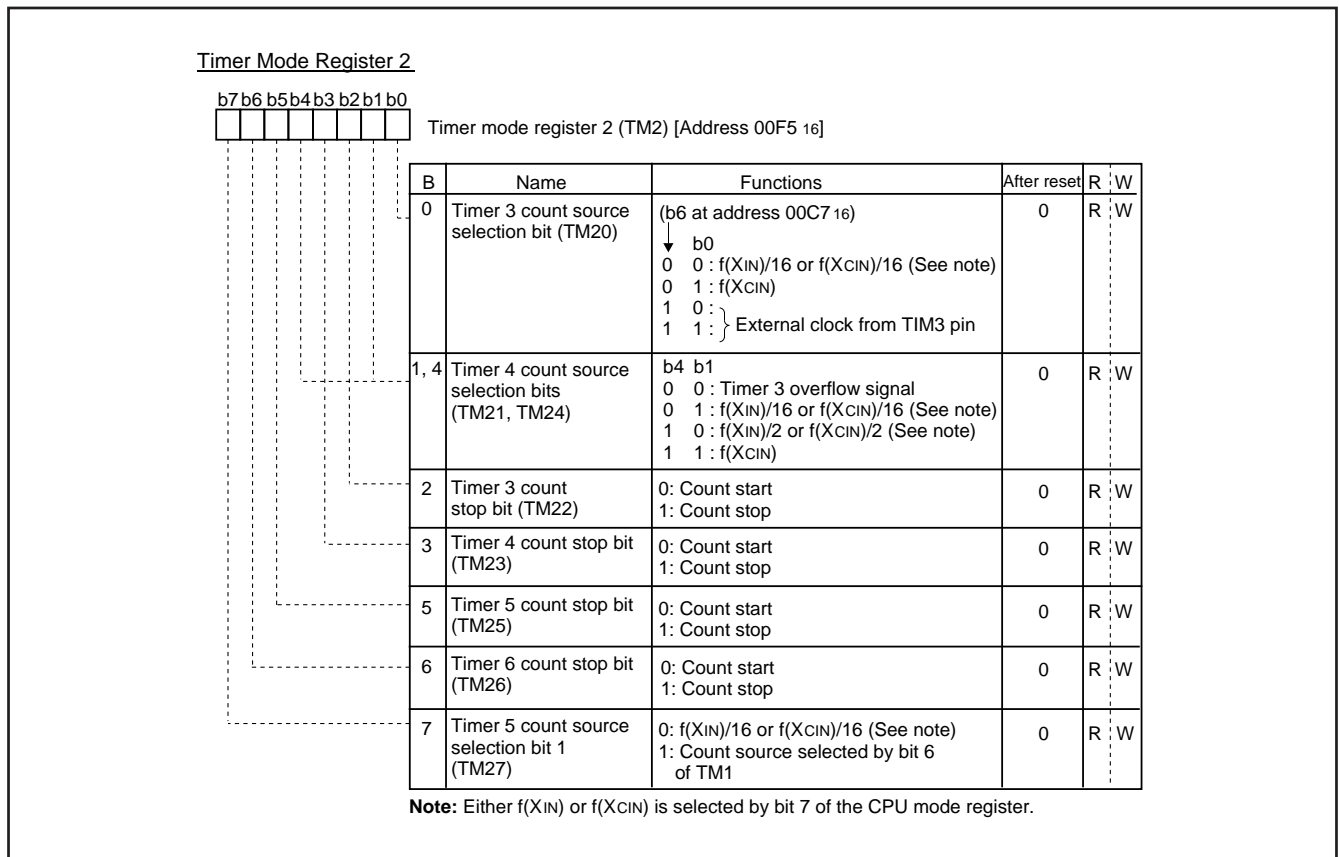 Timer Mode Register 2
b7 b6 b5 b4 b3 b2 b1 b0
Timer mode register 2 (TM2) [Address 00F5 16]
B Name Functions After reset R W
0 Timer 3 count source selection bit (TM20) 0 R W
(b6 at address 00C7 16)
b0
0 0 : f(XIN)/16 or f(XCIN)/16 (See note)
0 1 : f(XCIN)
1 0 :
1 1 : } External clock from TIM3 pin
1, 4 Timer 4 count source selection bits (TM21, TM24) 0 R W
b4 b1
0 0 : Timer 3 overflow signal
0 1 : f(XIN)/16 or f(XCIN)/16 (See note)
1 0 : f(XIN)/2 or f(XCIN)/2 (See note)
1 1 : f(XCIN)
2 Timer 3 count stop bit (TM22) 0 R W
0: Count start
1: Count stop
3 Timer 4 count stop bit (TM23) 0 R W
0: Count start
1: Count stop
5 Timer 5 count stop bit (TM25) 0 R W
0: Count start
1: Count stop
6 Timer 6 count stop bit (TM26) 0 R W
0: Count start
1: Count stop
7 Timer 5 count source selection bit 1 (TM27) 0 R W
0: f(XIN)/16 or f(XCIN)/16 (See note)
1: Count source selected by bit 6
of TM1
Note: Either f(XIN) or f(XCIN) is selected by bit 7 of the CPU mode register.